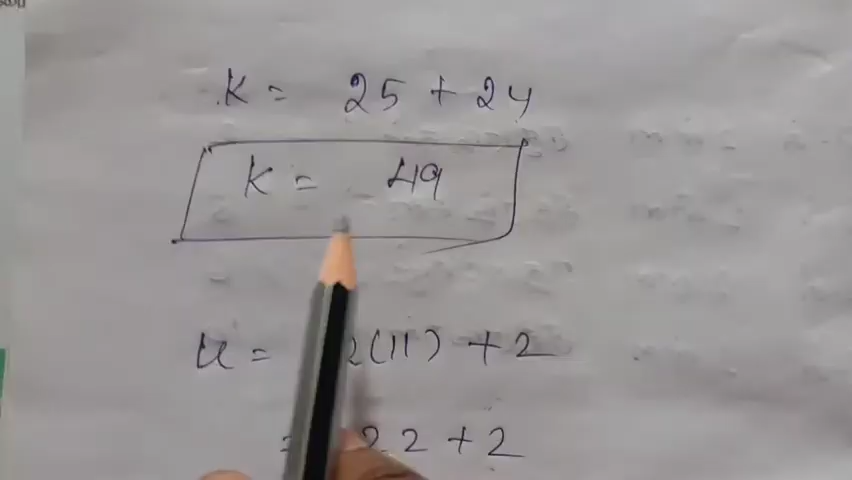 K = 25 + 24
K = 49
u = 2(11) + 2
= 22 + 2